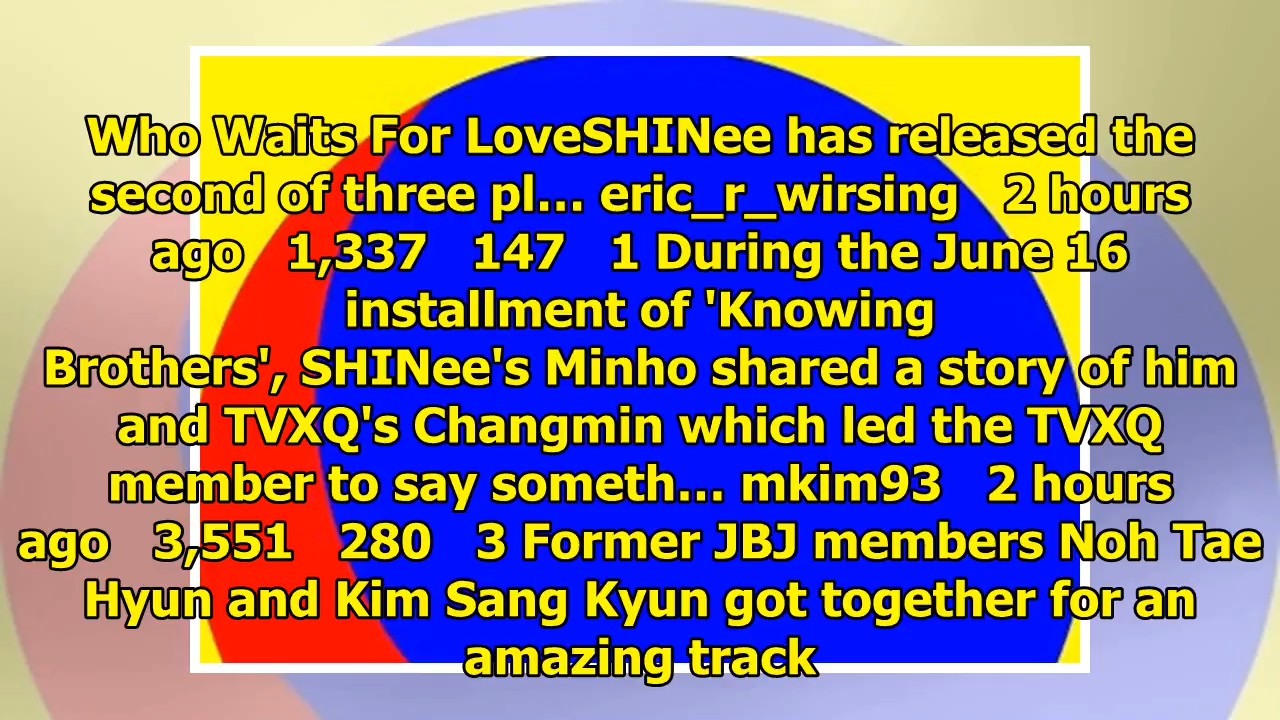 Who Waits For LoveSHINee has released the
second of three pl... eric_r_wirsing 2 hours
ago 1,337 147 1 During the June 16
installment of 'Knowing
Brothers', SHINee's Minho shared a story of him
and TVXQ's Changmin which led the TVXQ
member to say someth... mkim93 2 hours
ago 3,551 280 3 Former JBJ members Noh Tae
Hyun and Kim Sang Kyun got together for an
amazing track